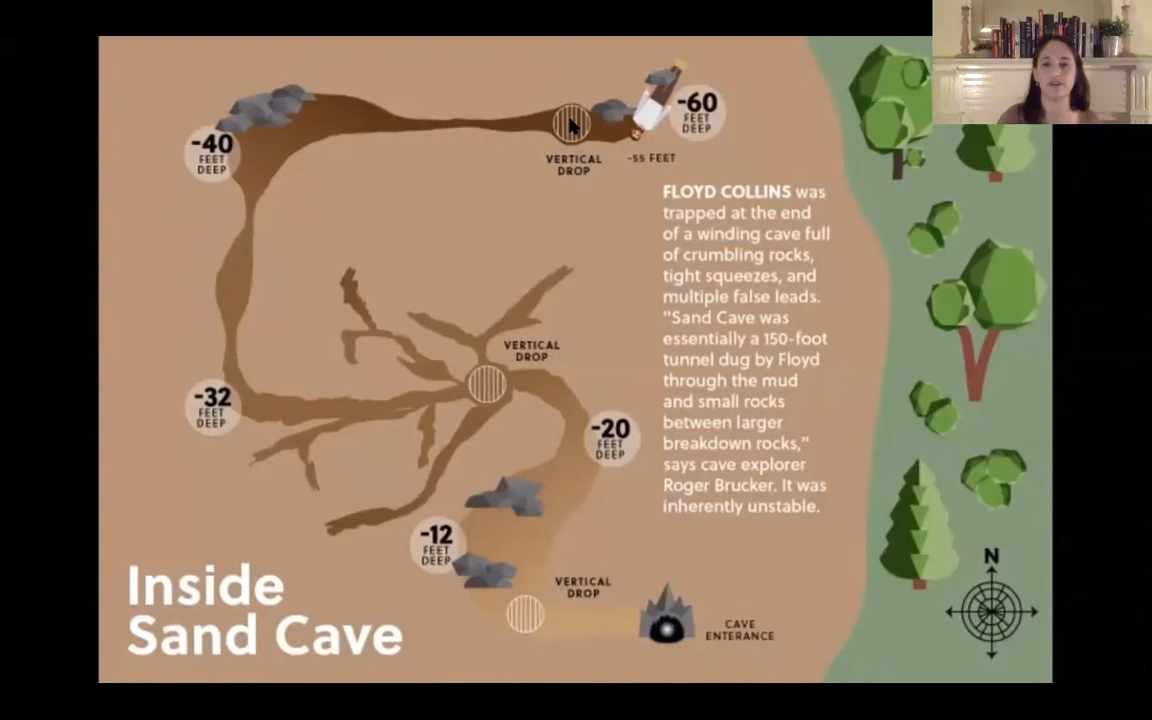 -60
FEET
DEEP
-40
FEET
DEEP
VERTICAL
DROP
-55 FEET
FLOYD COLLINS was
trapped at the end
of a winding cave full
of crumbling rocks,
tight squeezes, and
multiple false leads.
"Sand Cave was
essentially a 150-foot
tunnel dug by Floyd
through the mud
and small rocks
between larger
breakdown rocks,"
says cave explorer
Roger Brucker. It was
inherently unstable.
VERTICAL
DROP
-32
FEET
DEEP
-20
FEET
DEEP
-12
FEET
DEEP
VERTICAL
DROP
CAVE
ENTERANCE
N
Inside
Sand Cave